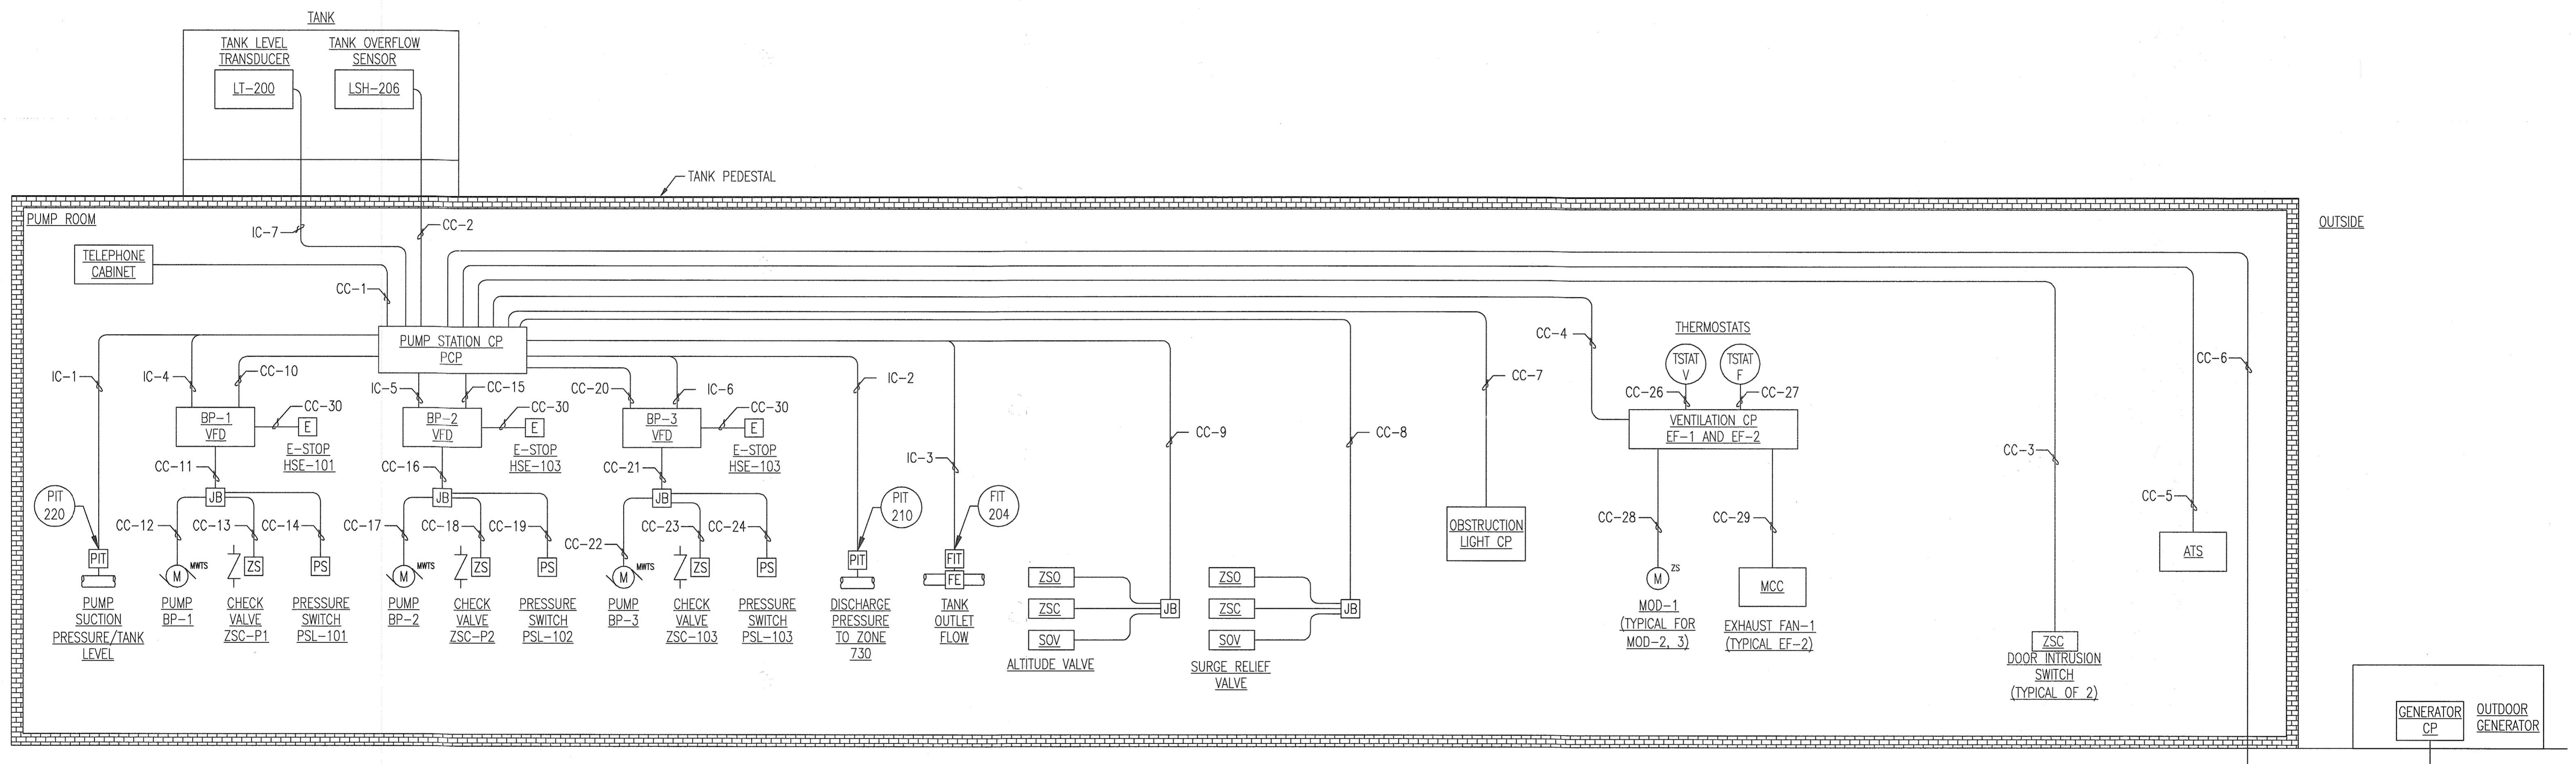 TANK
TANK LEVEL
TRANSDUCER
LT-200
TANK OVERFLOW
SENSOR
LSH-206
TANK PEDESTAL
PUMP ROOM
OUTSIDE
IC-7
CC-2
TELEPHONE
CABINET
CC-1
PUMP STATION CP
PCP
IC-1
IC-4
CC-10
IC-5
CC-15
CC-20
IC-6
IC-2
CC-4
THERMOSTATS
TSTAT
V
TSTAT
F
CC-26
CC-27
CC-7
CC-6
BP-1
VFD
CC-30
E
E-STOP
HSE-101
BP-2
VFD
CC-30
E
E-STOP
HSE-103
BP-3
VFD
CC-30
E
E-STOP
HSE-103
CC-9
CC-8
VENTILATION CP
EF-1 AND EF-2
IC-3
CC-3
CC-11
CC-16
CC-21
JB
JB
JB
PIT
220
PIT
210
FIT
204
CC-5
CC-12
CC-13
CC-14
CC-17
CC-18
CC-19
CC-22
CC-23
CC-24
OBSTRUCTION
LIGHT CP
CC-28
CC-29
ATS
PIT
M
MWTS
ZS
PS
M
MWTS
ZS
PS
M
MWTS
ZS
PS
PIT
FIT
FE
ZSO
ZSC
SOV
JB
ALTITUDE VALVE
ZSO
ZSC
SOV
JB
SURGE RELIEF
VALVE
M
ZS
MCC
PUMP
SUCTION
PRESSURE/TANK
LEVEL
PUMP
BP-1
CHECK
VALVE
ZSC-P1
PRESSURE
SWITCH
PSL-101
PUMP
BP-2
CHECK
VALVE
ZSC-P2
PRESSURE
SWITCH
PSL-102
PUMP
BP-3
CHECK
VALVE
ZSC-103
PRESSURE
SWITCH
PSL-103
DISCHARGE
PRESSURE
TO ZONE
730
TANK
OUTLET
FLOW
MOD-1
(TYPICAL FOR
MOD-2, 3)
EXHAUST FAN-1
(TYPICAL EF-2)
ZSC
DOOR INTRUSION
SWITCH
(TYPICAL OF 2)
GENERATOR
CP
OUTDOOR
GENERATOR